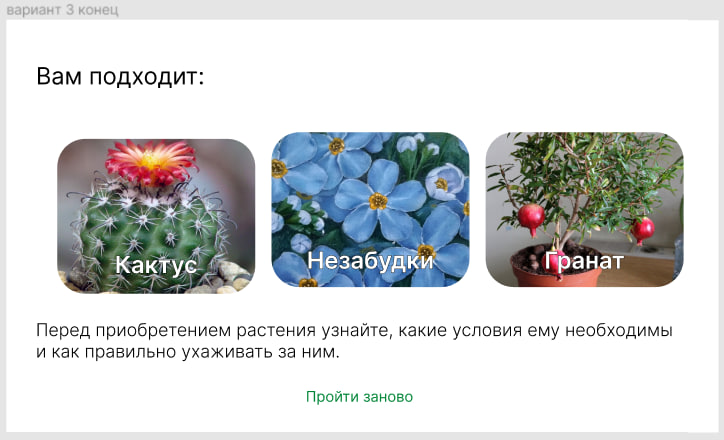 вариант 3 конец
Вам подходит:
Кактус
Незабудки
Гранат
Перед приобретением растения узнайте, какие условия ему необходимы
и как правильно ухаживать за ним.
Пройти заново